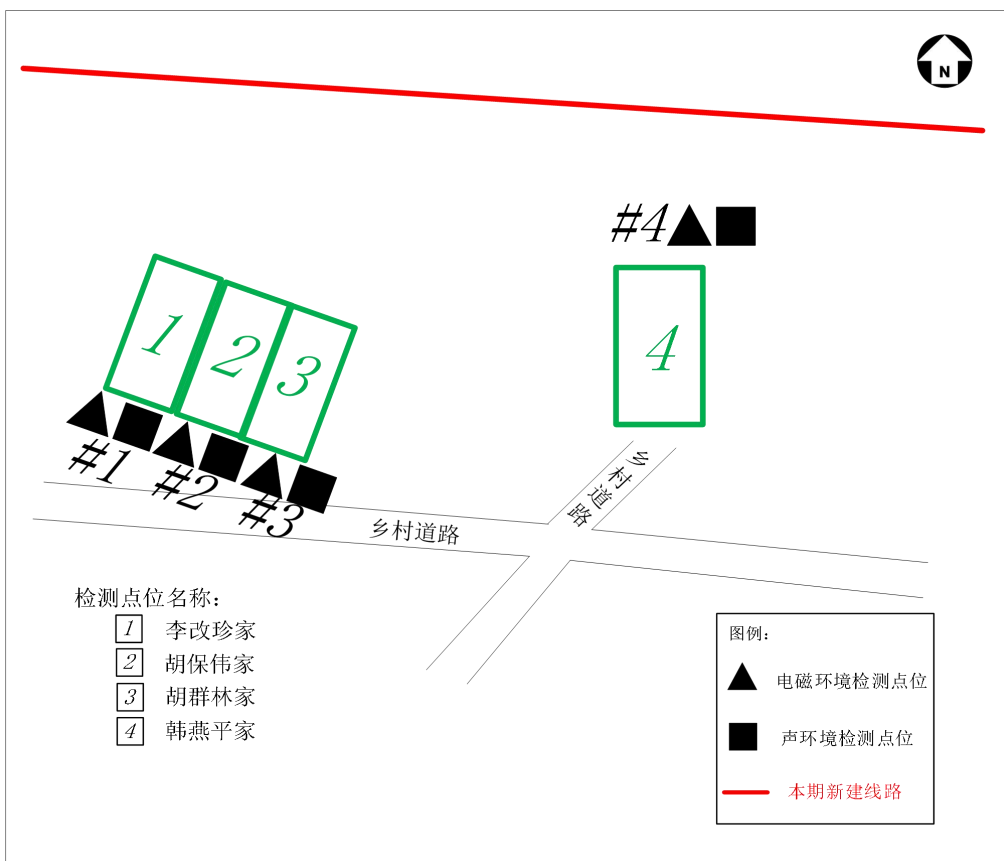 N
#4
1
2
3
4
#1
#2
#3
乡村道路
乡村道路
检测点位名称：
1 李改珍家
2 胡保伟家
3 胡群林家
4 韩燕平家
图例：
电磁环境检测点位
声环境检测点位
本期新建线路